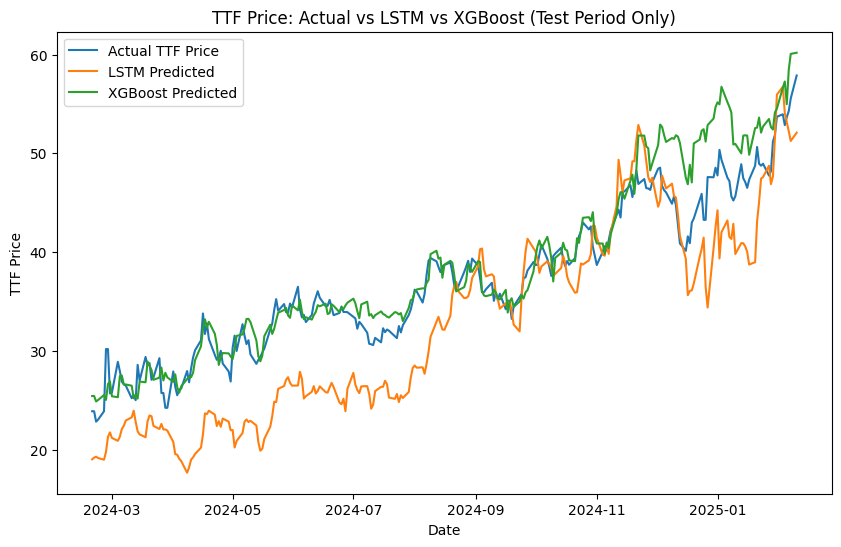 TTF Price: Actual vs LSTM vs XGBoost (Test Period Only)
Actual TTF Price
LSTM Predicted
XGBoost Predicted
TTF Price
60
50
40
30
20
2024-03
2024-05
2024-07
2024-09
2024-11
2025-01
Date